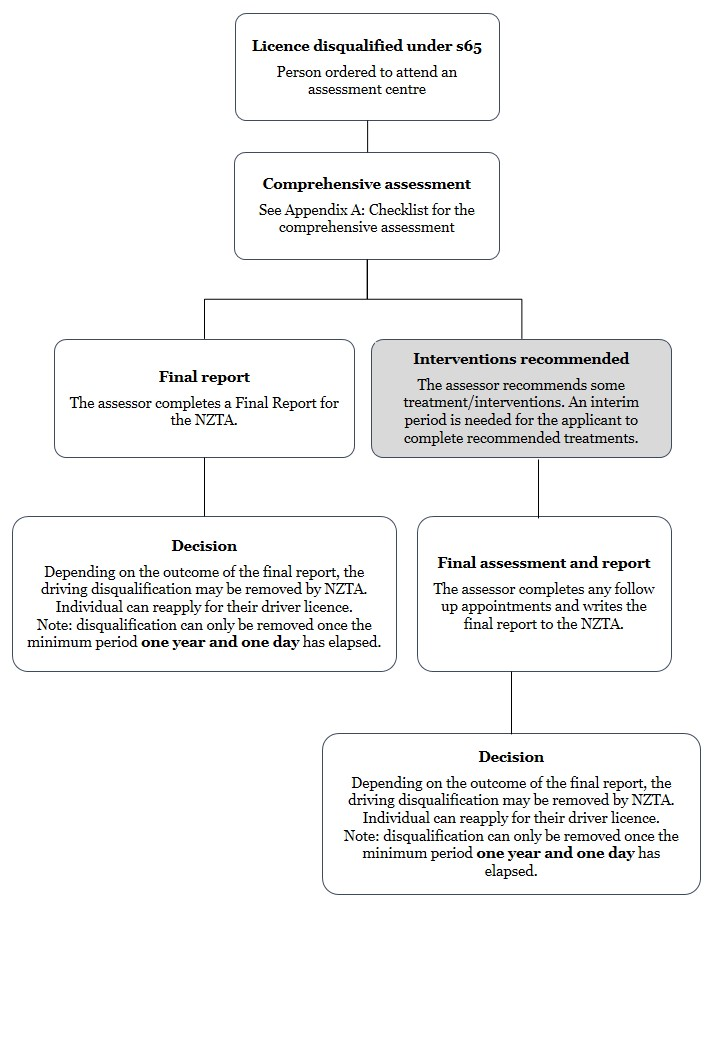 Licence disqualified under s65
Person ordered to attend an
assessment centre
Comprehensive assessment
See Appendix A: Checklist for the
comprehensive assessment
Final report
The assessor completes a Final Report for
the NZTA.
Interventions recommended
The assessor recommends some
treatment/interventions. An interim
period is needed for the applicant to
complete recommended treatments.
Decision
Depending on the outcome of the final report, the
driving disqualification may be removed by NZTA.
Individual can reapply for their driver licence.
Note: disqualification can only be removed once the
minimum period one year and one day has elapsed.
Final assessment and report
The assessor completes any follow
up appointments and writes the
final report to the NZTA.
Decision
Depending on the outcome of the final report, the
driving disqualification may be removed by NZTA.
Individual can reapply for their driver licence.
Note: disqualification can only be removed once the
minimum period one year and one day has
elapsed.